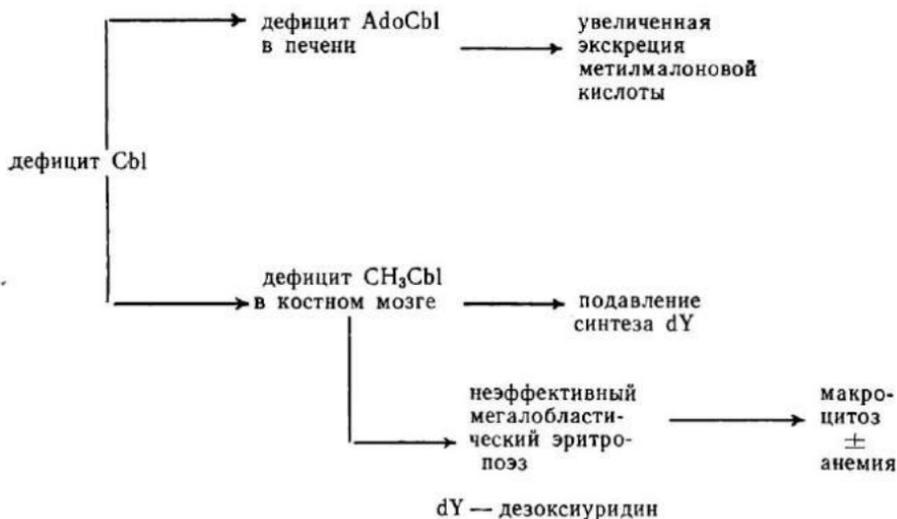 дефицит AdoCbl
в печени
увеличенная
экскреция
метилмалоновой
кислоты
дефицит Cbl
дефицит CH₃Cbl
в костном мозге
подавление
синтеза dY
неэффективный
мегалобласти-
ческий эритро-
поэз
макро-
цитоз
±
анемия
dY — дезоксиуридин